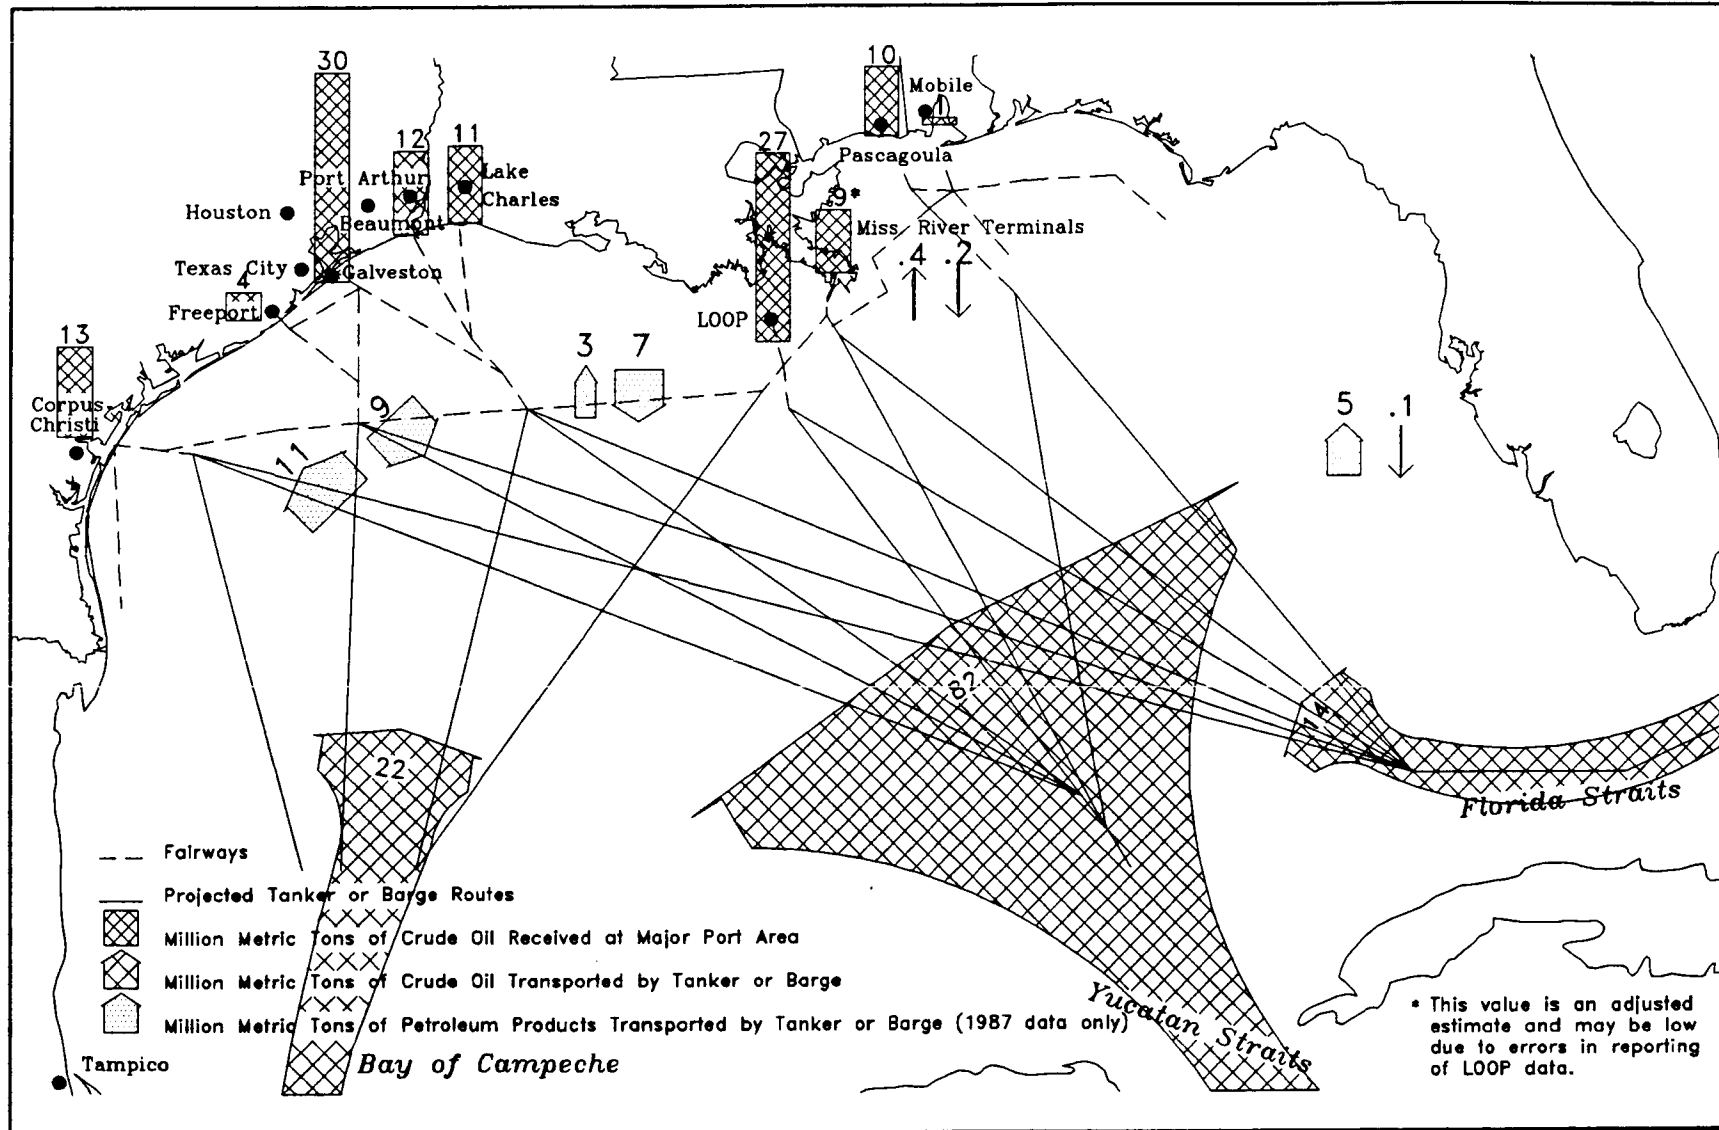 30
10
Mobile
1
12
11
27
Pascagoula
Port Arthur
Lake
Charles
Houston
9*
Beaumont
Miss River Terminals
Texas City
Galveston
4
.4
.2
Freeport
LOOP
13
3
7
Corpus
Christi
9
5
.1
11
82
14
22
Florida Straits
Fairways
Projected Tanker or Barge Routes
Million Metric Tons of Crude Oil Received at Major Port Area
Million Metric Tons of Crude Oil Transported by Tanker or Barge
Million Metric Tons of Petroleum Products Transported by Tanker or Barge (1987 data only)
Yucatan Straits
* This value is an adjusted
estimate and may be low
due to errors in reporting
of LOOP data.
Tampico
Bay of Campeche